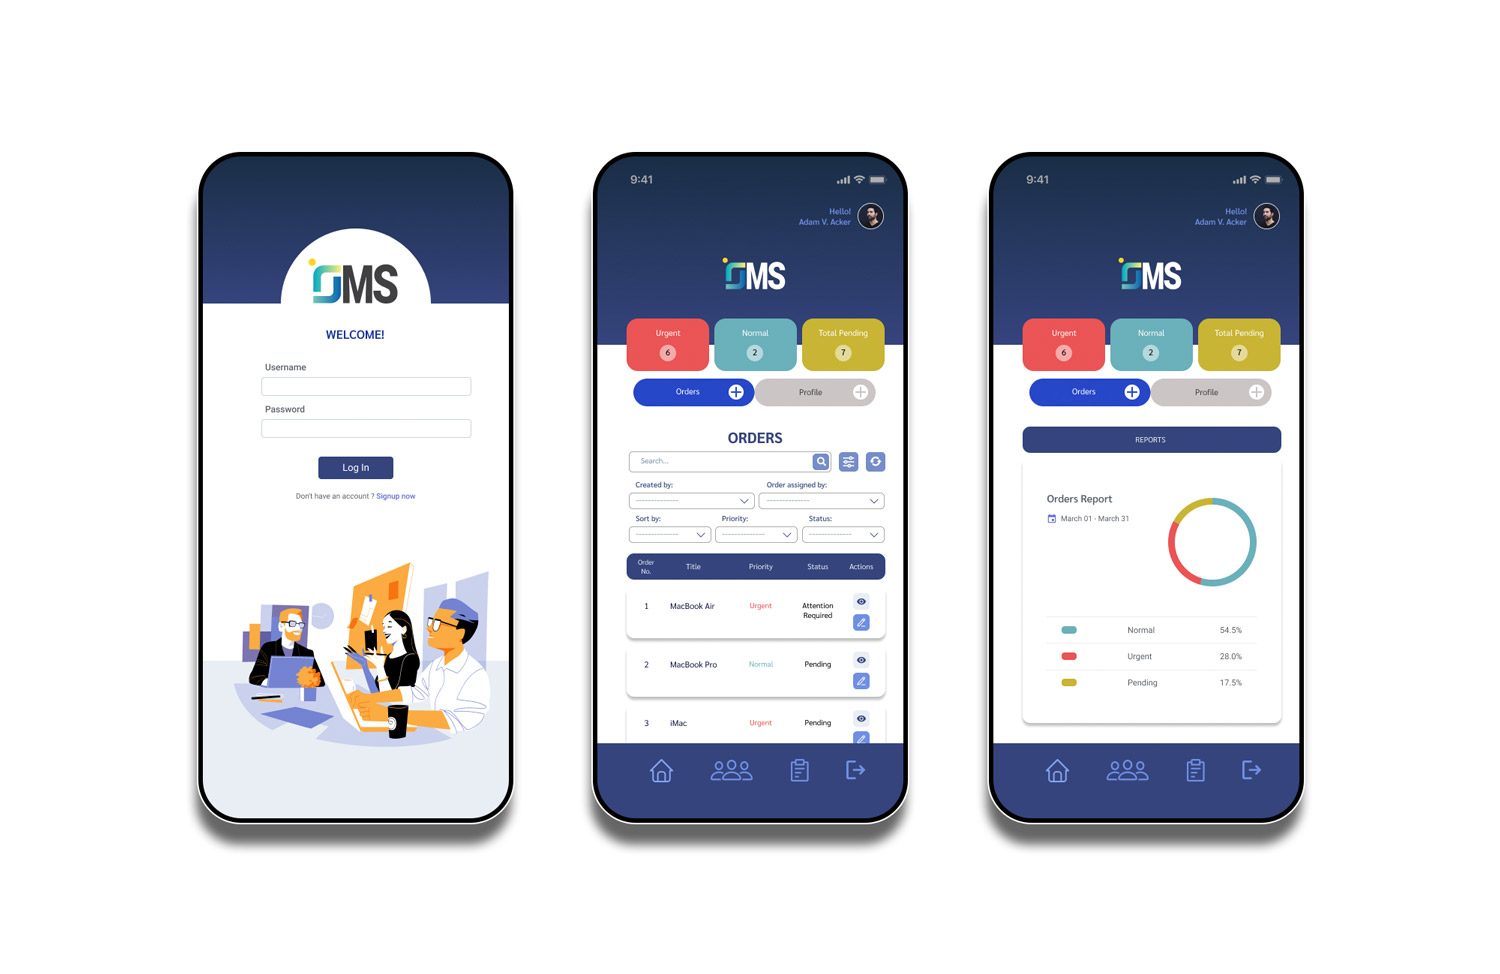 OMS
WELCOME!
Username
Password
Log In
Don't have an account ? Signup now
9:41
Hello!
Adam V. Acker
OMS
Urgent
6
Normal
2
Total Pending
7
Orders
Profile
ORDERS
Search...
Created by:
Order assigned by:
Sort by:
Priority:
Status:
Order
No.
Title
Priority
Status
Actions
1
MacBook Air
Urgent
Attention
Required
2
MacBook Pro
Normal
Pending
3
iMac
Urgent
Pending
9:41
Hello!
Adam V. Acker
OMS
Urgent
6
Normal
2
Total Pending
7
Orders
Profile
REPORTS
Orders Report
March 01 - March 31
Normal 54.5%
Urgent 28.0%
Pending 17.5%